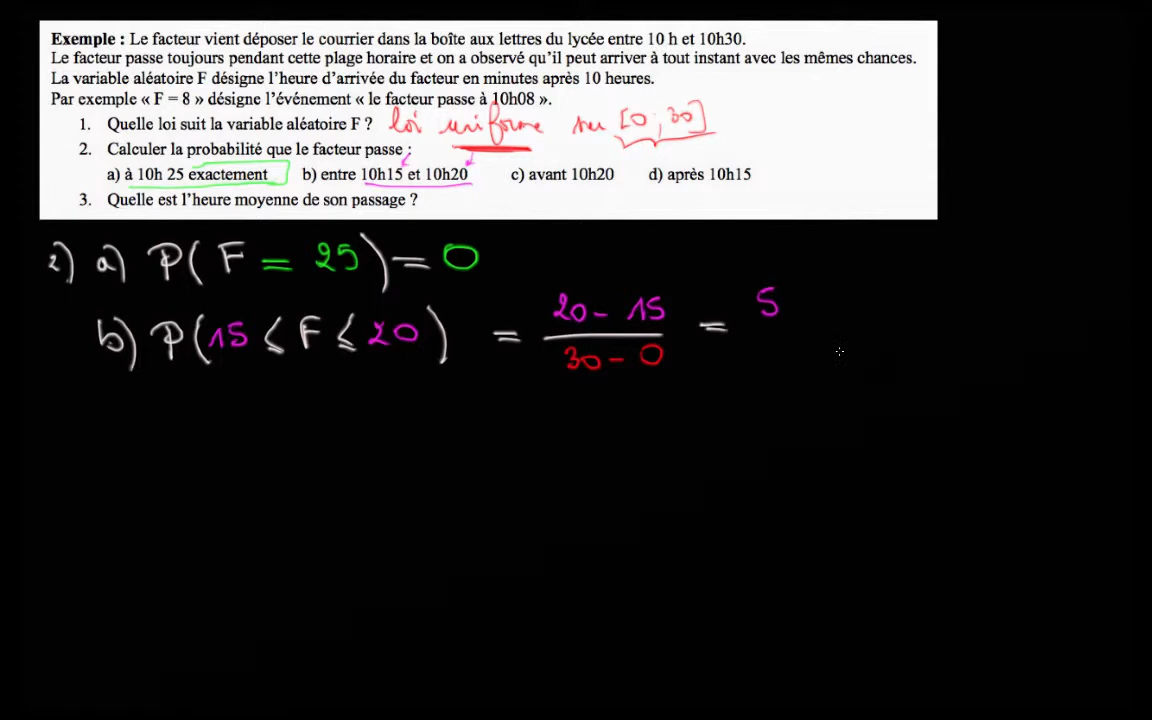 Exemple : Le facteur vient déposer le courrier dans la boîte aux lettres du lycée entre 10 h et 10h30.
Le facteur passe toujours pendant cette plage horaire et on a observé qu'il peut arriver à tout instant avec les mêmes chances.
La variable aléatoire F désigne l'heure d'arrivée du facteur en minutes après 10 heures.
Par exemple « F = 8 » désigne l'événement « le facteur passe à 10h08 ».
1. Quelle loi suit la variable aléatoire F ? loi uniforme sur [0 ; 30]
2. Calculer la probabilité que le facteur passe :
a) à 10h 25 exactement b) entre 10h15 et 10h20 c) avant 10h20 d) après 10h15
3. Quelle est l'heure moyenne de son passage ?
2) a) P( F = 25 ) = 0
b) P( 15 ≤ F ≤ 20 ) = 20 - 15 / 30 - 0 = 5